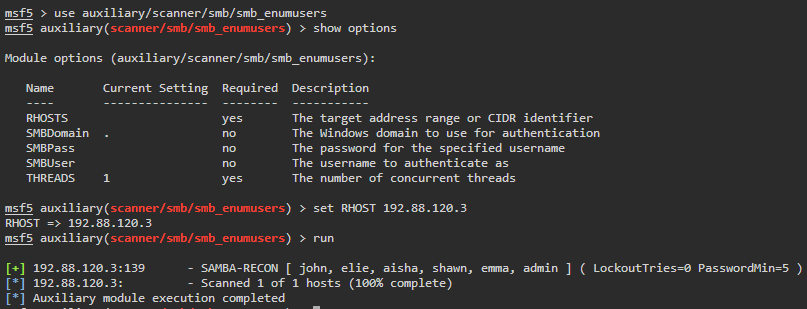 msf5 > use auxiliary/scanner/smb/smb_enumusers
msf5 auxiliary(scanner/smb/smb_enumusers) > show options
Module options (auxiliary/scanner/smb/smb_enumusers):
Name Current Setting Required Description
---- --------------- -------- -----------
RHOSTS yes The target address range or CIDR identifier
SMBDomain . no The Windows domain to use for authentication
SMBPass no The password for the specified username
SMBUser no The username to authenticate as
THREADS 1 yes The number of concurrent threads
msf5 auxiliary(scanner/smb/smb_enumusers) > set RHOST 192.88.120.3
RHOST => 192.88.120.3
msf5 auxiliary(scanner/smb/smb_enumusers) > run
[+] 192.88.120.3:139 - SAMBA-RECON [ john, elie, aisha, shawn, emma, admin ] ( LockoutTries=0 PasswordMin=5 )
[*] 192.88.120.3: - Scanned 1 of 1 hosts (100% complete)
[*] Auxiliary module execution completed